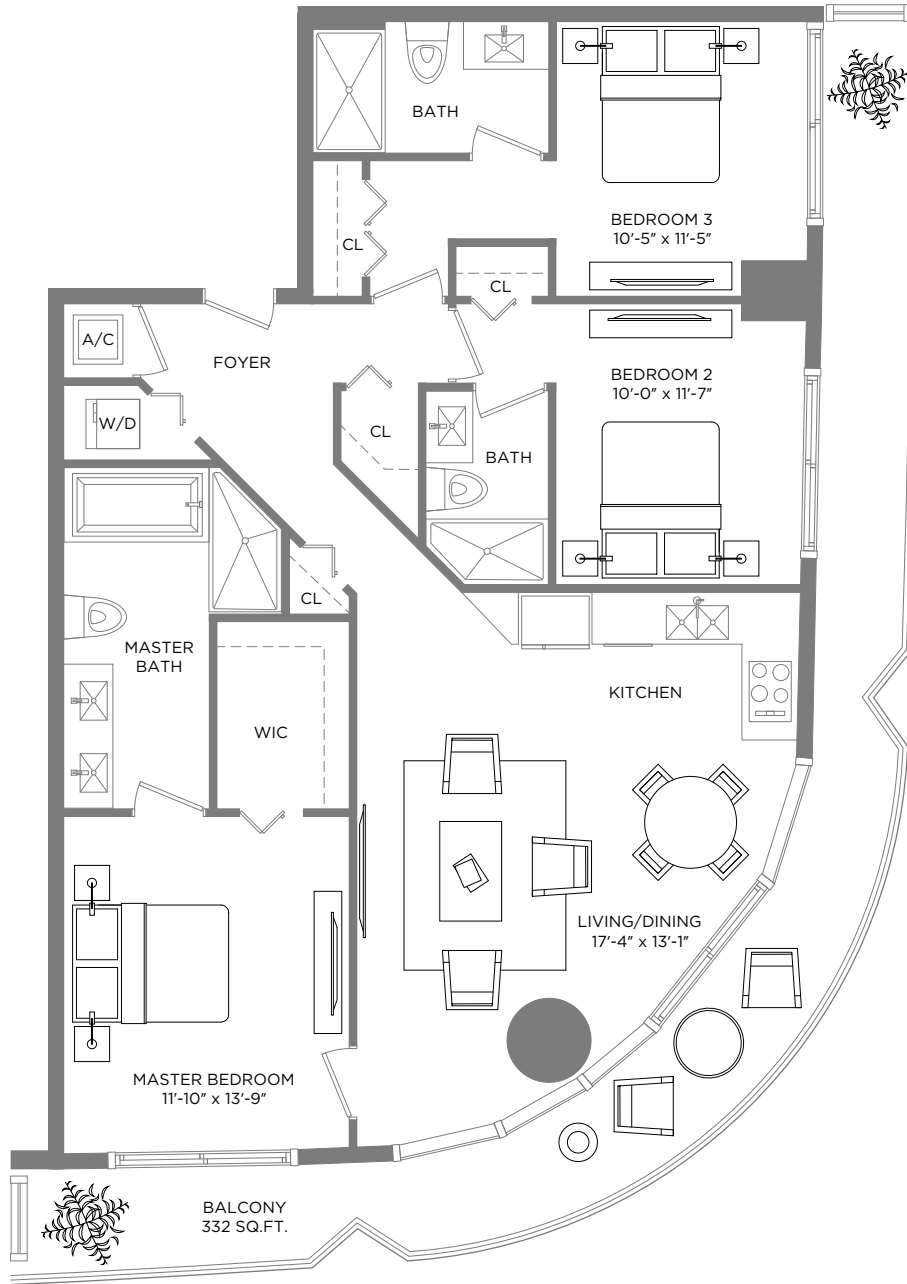 BATH
BEDROOM 3
10'-5" x 11'-5"
CL
CL
A/C
FOYER
BEDROOM 2
10'-0" x 11'-7"
W/D
CL
BATH
CL
MASTER
BATH
KITCHEN
WIC
LIVING/DINING
17'-4" x 13'-1"
MASTER BEDROOM
11'-10" x 13'-9"
BALCONY
332 SQ.FT.